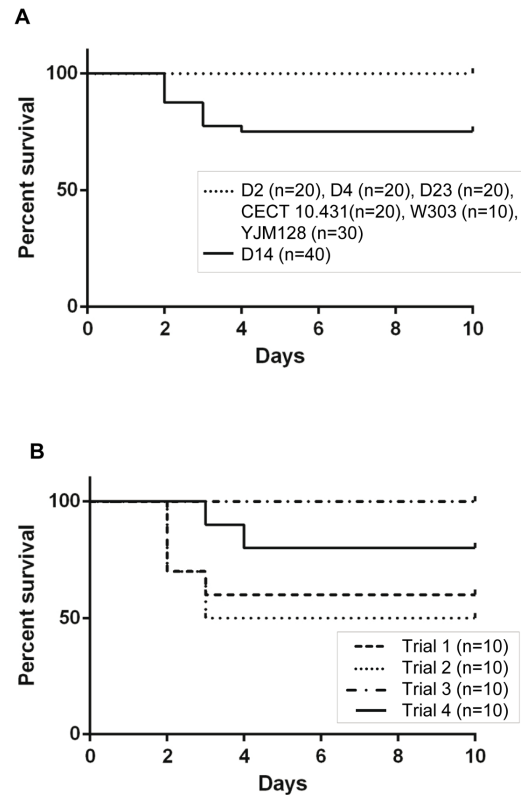 A
Percent survival
100
50
0
D2 (n=20), D4 (n=20), D23 (n=20),
CECT 10.431(n=20), W303 (n=10),
YJM128 (n=30)
D14 (n=40)
0 2 4 6 8 10
Days
B
Percent survival
100
50
0
Trial 1 (n=10)
Trial 2 (n=10)
Trial 3 (n=10)
Trial 4 (n=10)
0 2 4 6 8 10
Days